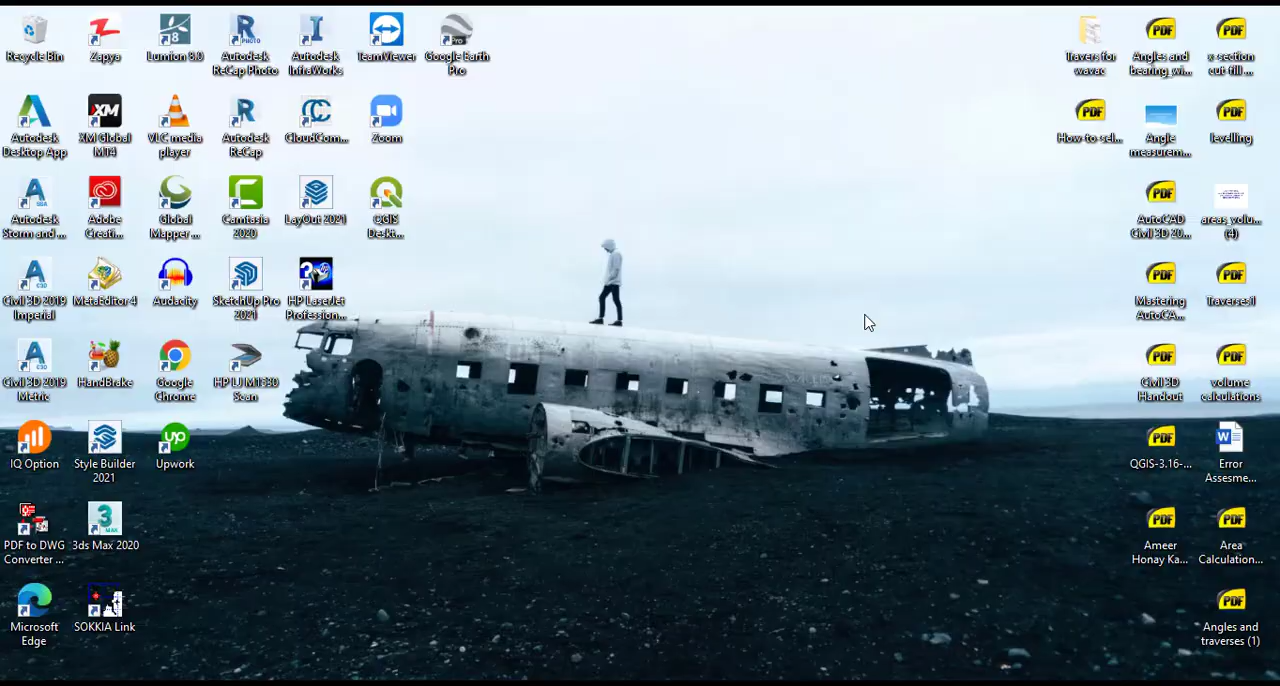 Recycle Bin
Zapya
Lumion 8.0
Autodesk
ReCap Photo
Autodesk
InfraWorks
TeamViewer
Google Earth
Pro
Autodesk
Desktop App
XM Global
MT4
VLC media
player
Autodesk
ReCap
CloudCom...
Zoom
Autodesk
Storm and ...
Adobe
Creati...
Global
Mapper ...
Camtasia
2020
LayOut 2021
QGIS
Deskt...
Civil 3D 2019
Imperial
MetaEditor 4
Audacity
SketchUp Pro
2021
HP LaserJet
Profession...
Civil 3D 2019
Metric
HandBrake
Google
Chrome
HP LJ M1530
Scan
IQ Option
Style Builder
2021
Upwork
PDF to DWG
Converter ...
3ds Max 2020
Microsoft
Edge
SOKKIA Link
Travers for
wavac
Angles and
bearing_wi...
x-section
cut-fill ...
How-to-sel...
Angle
measurem...
levelling
AutoCAD
Civil 3D 20...
areas_volu...
(4)
Mastering
AutoCA...
Traverses1
Civil 3D
Handout
volume
calculations
QGIS-3.16-...
Error
Assesme...
Ameer
Honay Ka...
Area
Calculation...
Angles and
traverses (1)